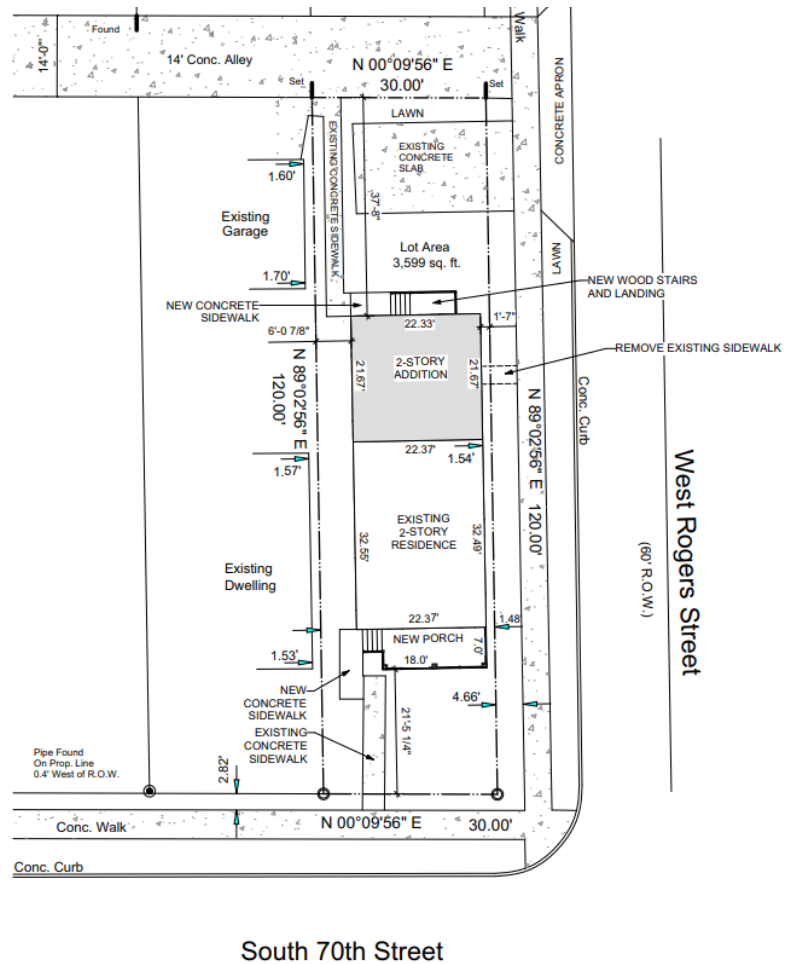 Found
14'-0"
14' Conc. Alley
N 00°09'56" E
30.00'
Walk
Set
Set
CONCRETE APRON
LAWN
EXISTING CONCRETE SIDEWALK
EXISTING
CONCRETE
SLAB
1.60'
37'-8"
Existing
Garage
Lot Area
3,599 sq. ft.
LAWN
1.70'
NEW WOOD STAIRS
AND LANDING
NEW CONCRETE
SIDEWALK
22.33'
1'-7"
6'-0 7/8"
REMOVE EXISTING SIDEWALK
2-STORY
ADDITION
21.67'
21.67'
N 89°02'56" E
120.00'
N 89°02'56" E 120.00'
Conc. Curb
22.37'
1.54'
1.57'
West Rogers Street
(60' R.O.W.)
EXISTING
2-STORY
RESIDENCE
32.55'
32.49'
Existing
Dwelling
22.37'
1.48'
NEW PORCH
7.0'
18.0'
1.53'
NEW
CONCRETE
SIDEWALK
4.66'
21'-5 1/4"
EXISTING
CONCRETE
SIDEWALK
Pipe Found
On Prop. Line
0.4' West of R.O.W.
2.82'
Conc. Walk
N 00°09'56" E
30.00'
Conc. Curb
South 70th Street